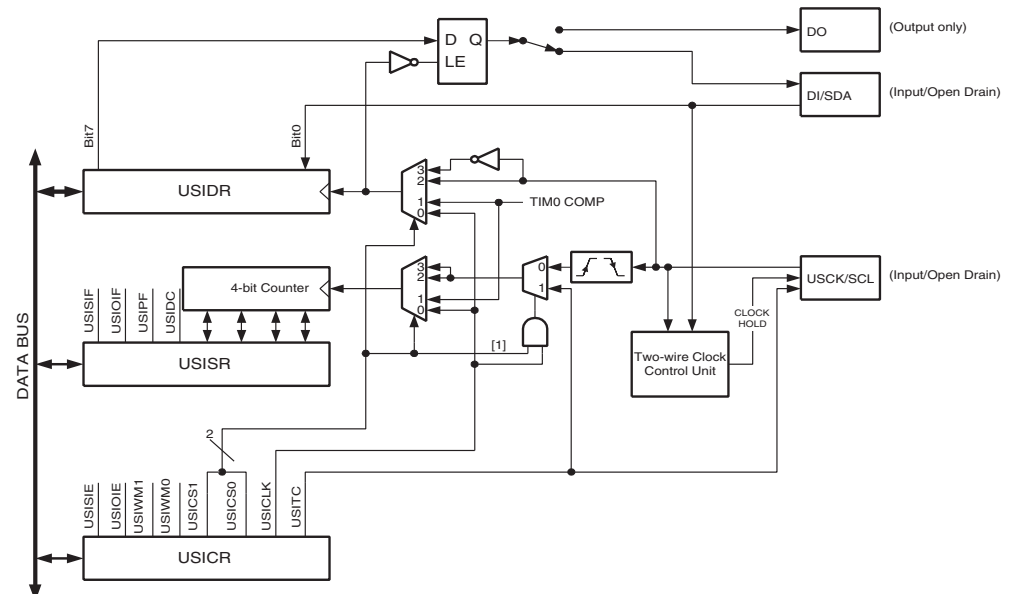 D Q
LE
DO
(Output only)
DI/SDA
(Input/Open Drain)
Bit7
Bit0
USIDR
3
2
1
0
TIM0 COMP
DATA BUS
4-bit Counter
3
2
1
0
0
1
USCK/SCL
(Input/Open Drain)
CLOCK
HOLD
USISIF
USIOIF
USIPF
USIDC
[1]
USISR
Two-wire Clock
Control Unit
2
USISIE
USIOIE
USIWM1
USIWM0
USICS1
USICS0
USICLK
USITC
USICR